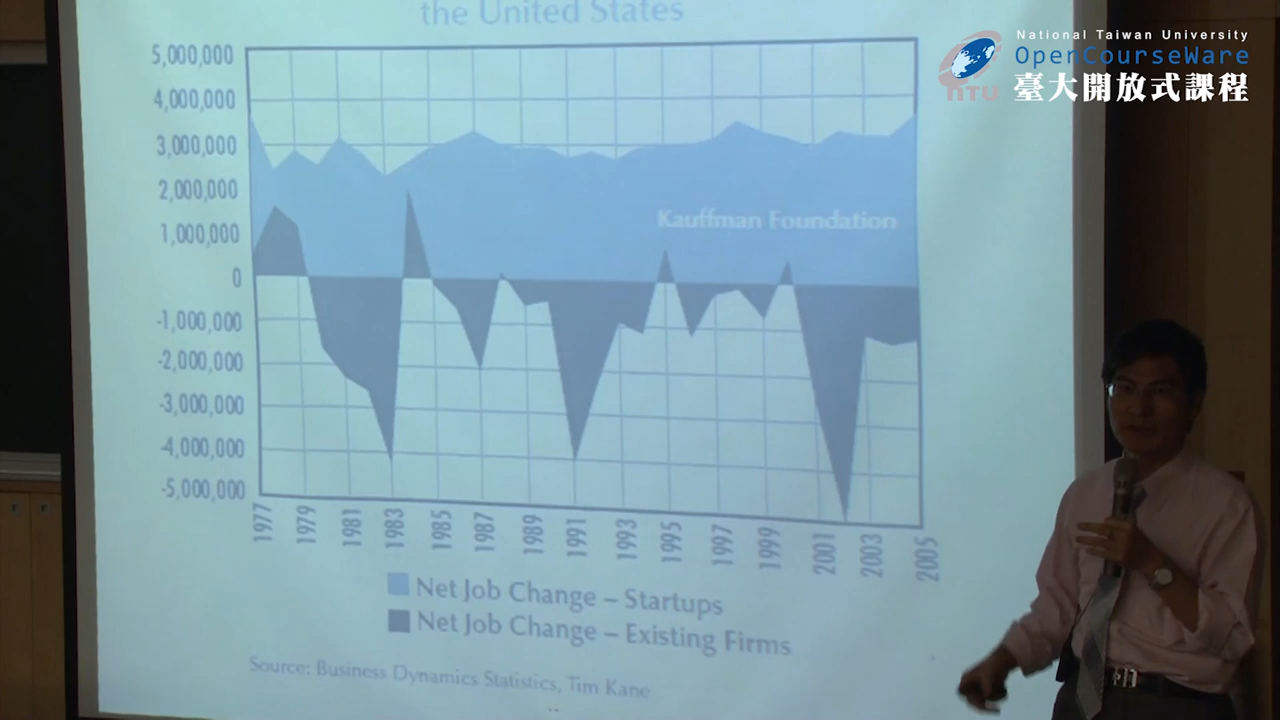 the United States
5,000,000
4,000,000
3,000,000
2,000,000
1,000,000
0
-1,000,000
-2,000,000
-3,000,000
-4,000,000
-5,000,000
Kauffman Foundation
1977
1979
1981
1983
1985
1987
1989
1991
1993
1995
1997
1999
2001
2003
2005
Net Job Change – Startups
Net Job Change – Existing Firms
Source: Business Dynamics Statistics, Tim Kane
National Taiwan University
OpenCourseWare
NTU
臺大開放式課程